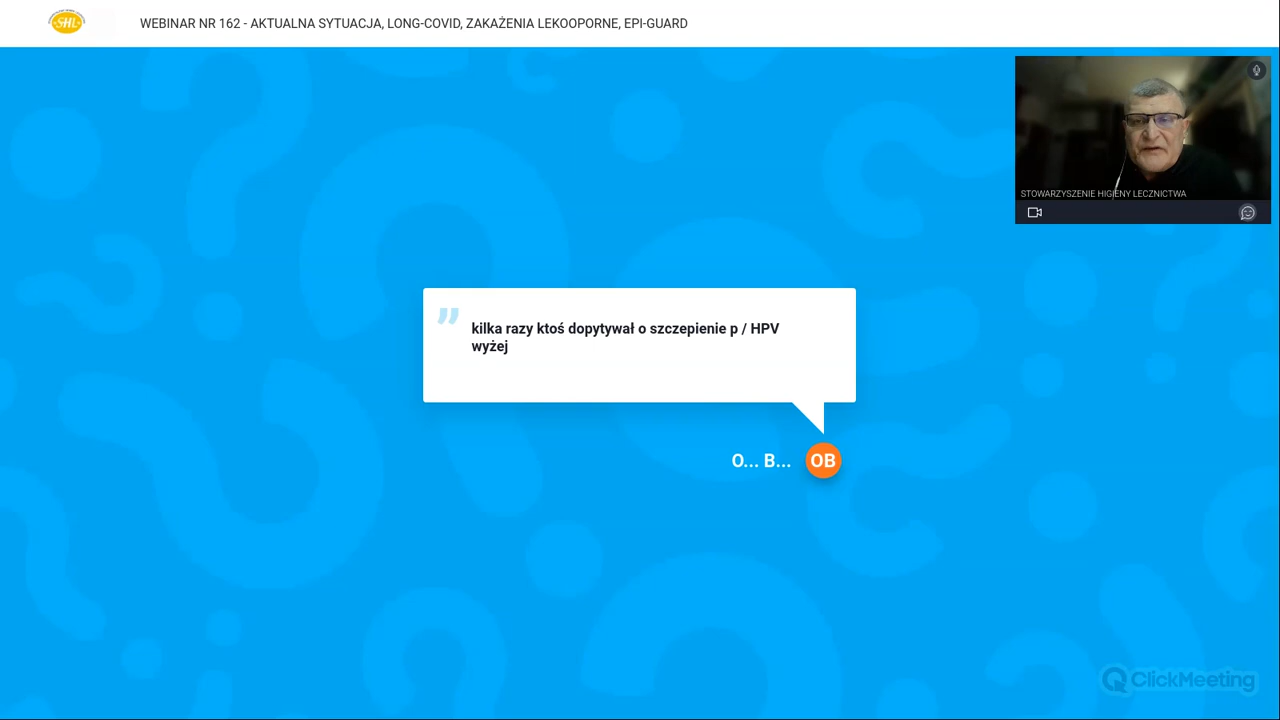 SHL
WEBINAR NR 162 - AKTUALNA SYTUACJA, LONG-COVID, ZAKAŻENIA LEKOOPORNE, EPI-GUARD
STOWARZYSZENIE HIGIENY LECZNICTWA
kilka razy ktoś dopytywał o szczepienie p / HPV
wyżej
O... B...
OB
ClickMeeting